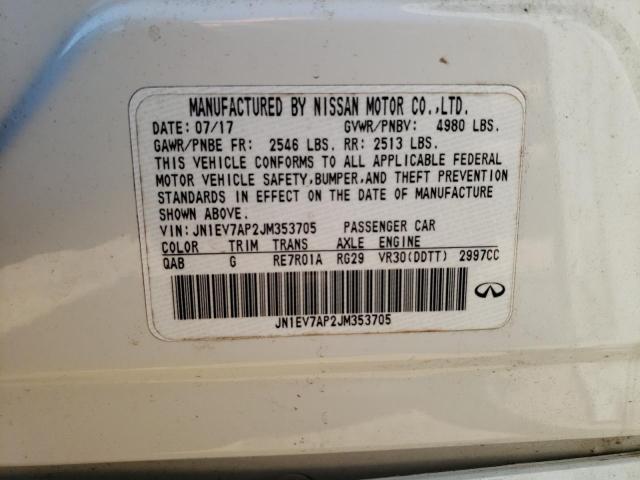 MANUFACTURED BY NISSAN MOTOR CO.,LTD.
DATE: 07/17 GVWR/PNBV: 4980 LBS.
GAWR/PNBE FR: 2546 LBS. RR: 2513 LBS.
THIS VEHICLE CONFORMS TO ALL APPLICABLE FEDERAL
MOTOR VEHICLE SAFETY,BUMPER,AND THEFT PREVENTION
STANDARDS IN EFFECT ON THE DATE OF MANUFACTURE
SHOWN ABOVE.
VIN: JN1EV7AP2JM353705 PASSENGER CAR
COLOR TRIM TRANS AXLE ENGINE
QAB G RE7R01A RG29 VR30(DDTT) 2997CC
JN1EV7AP2JM353705